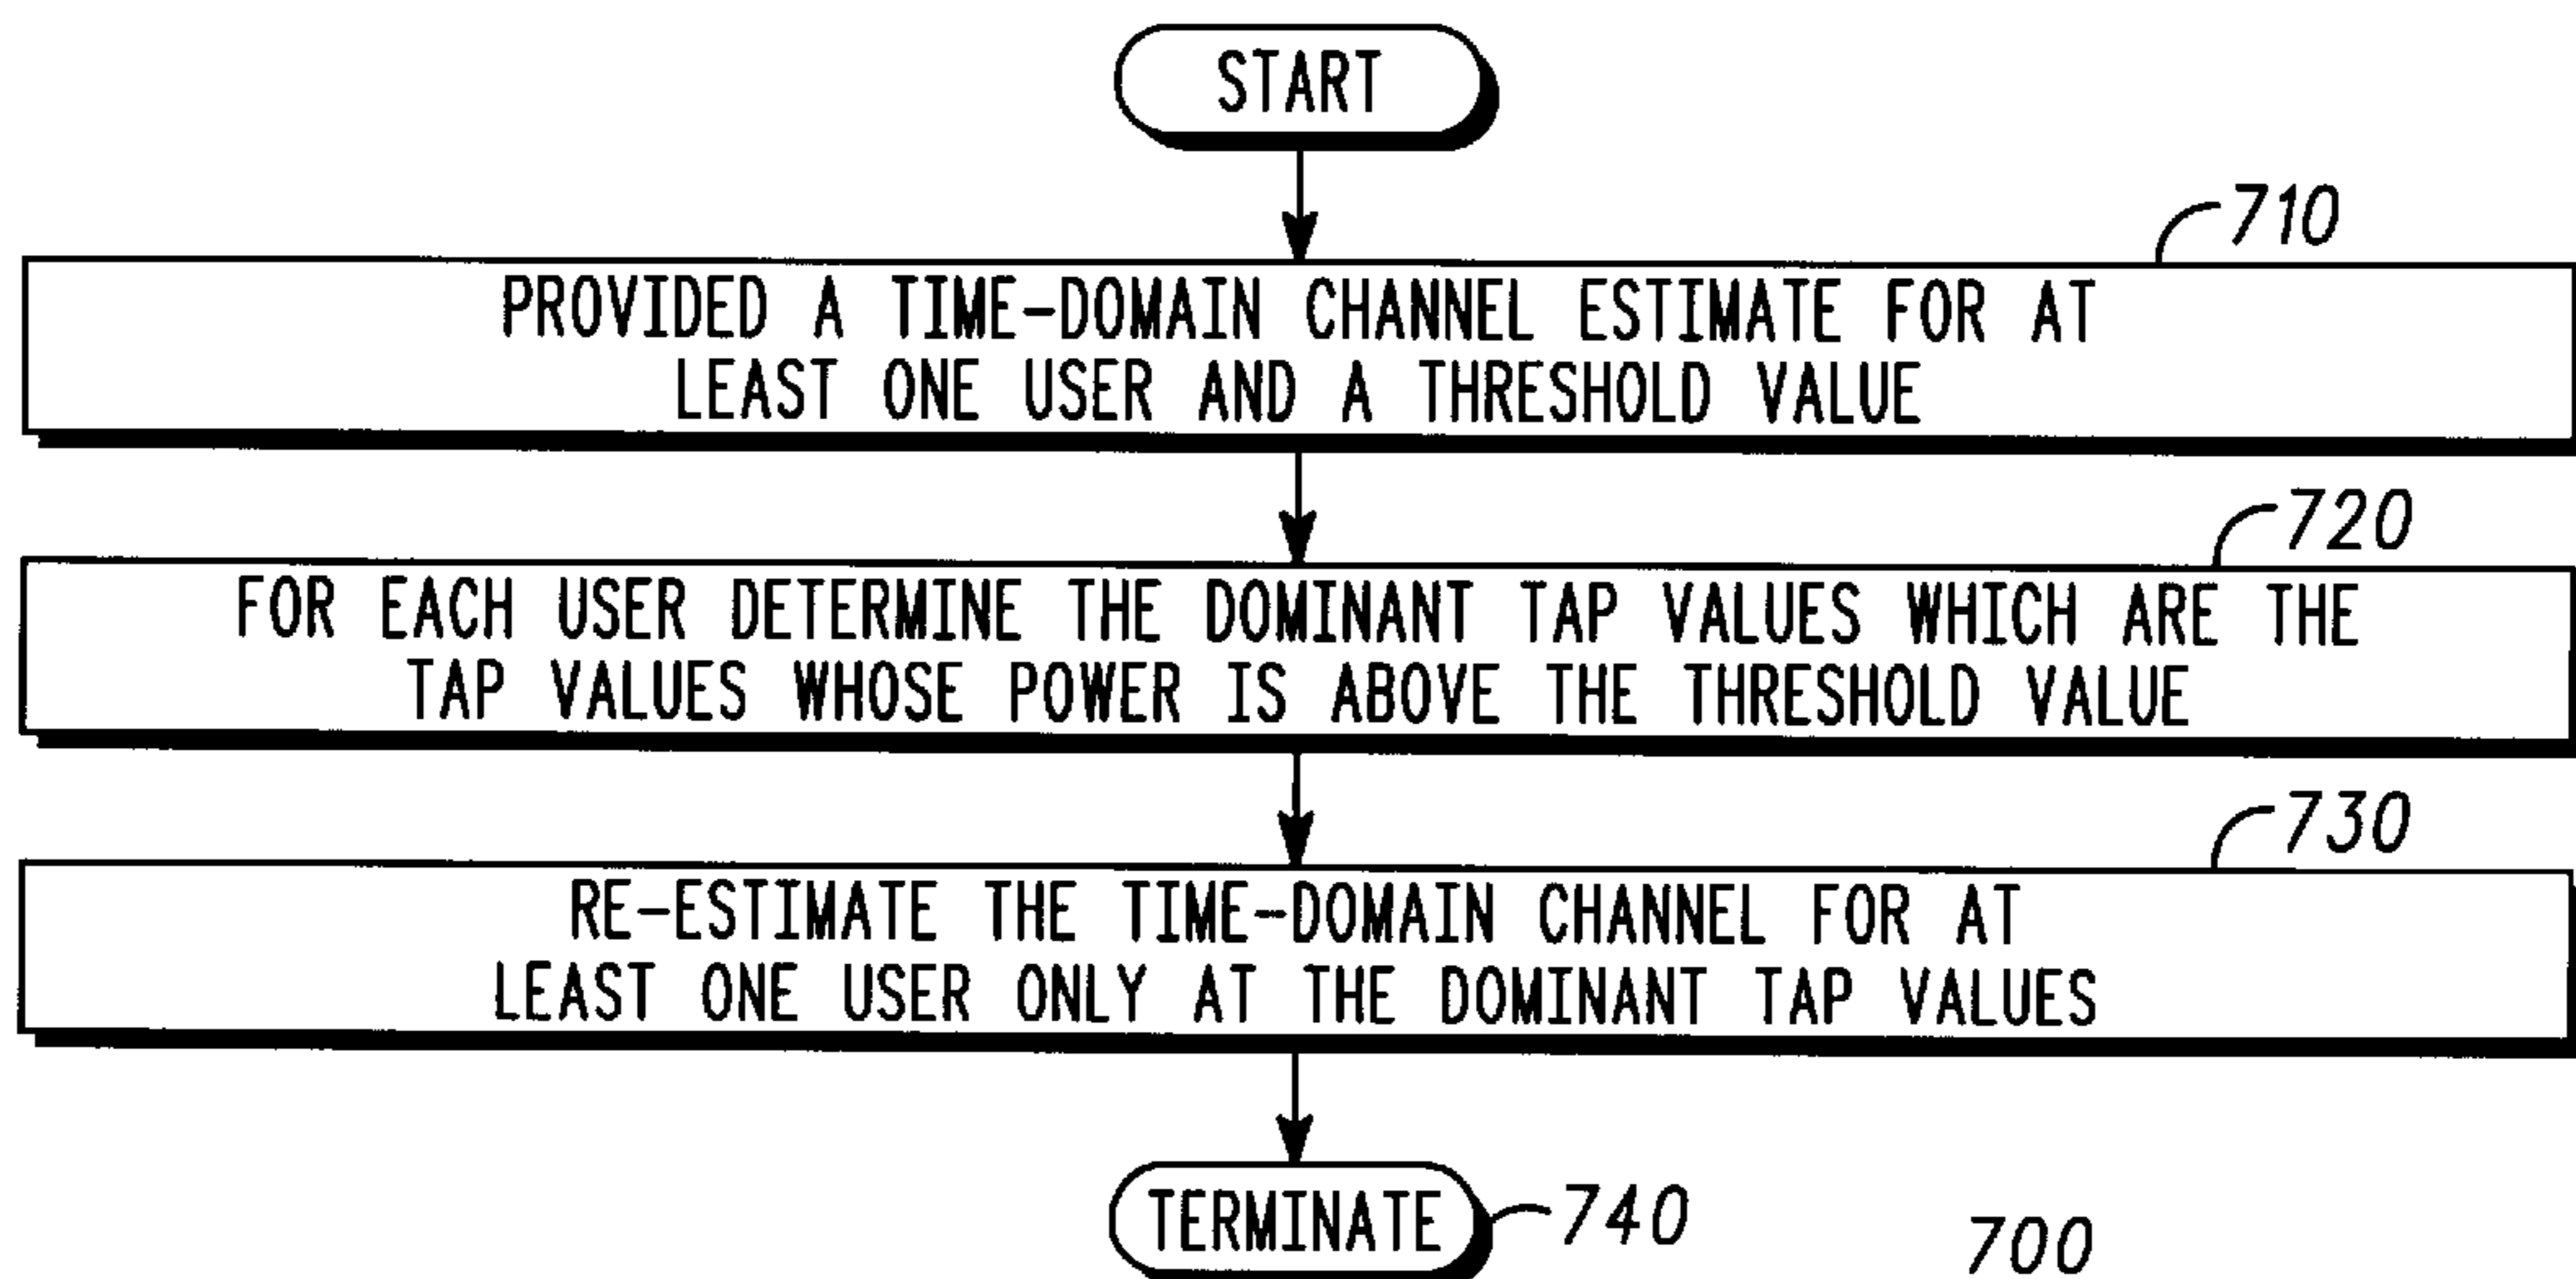 START
710
PROVIDED A TIME-DOMAIN CHANNEL ESTIMATE FOR AT
LEAST ONE USER AND A THRESHOLD VALUE
720
FOR EACH USER DETERMINE THE DOMINANT TAP VALUES WHICH ARE THE
TAP VALUES WHOSE POWER IS ABOVE THE THRESHOLD VALUE
730
RE-ESTIMATE THE TIME-DOMAIN CHANNEL FOR AT
LEAST ONE USER ONLY AT THE DOMINANT TAP VALUES
TERMINATE 740
700